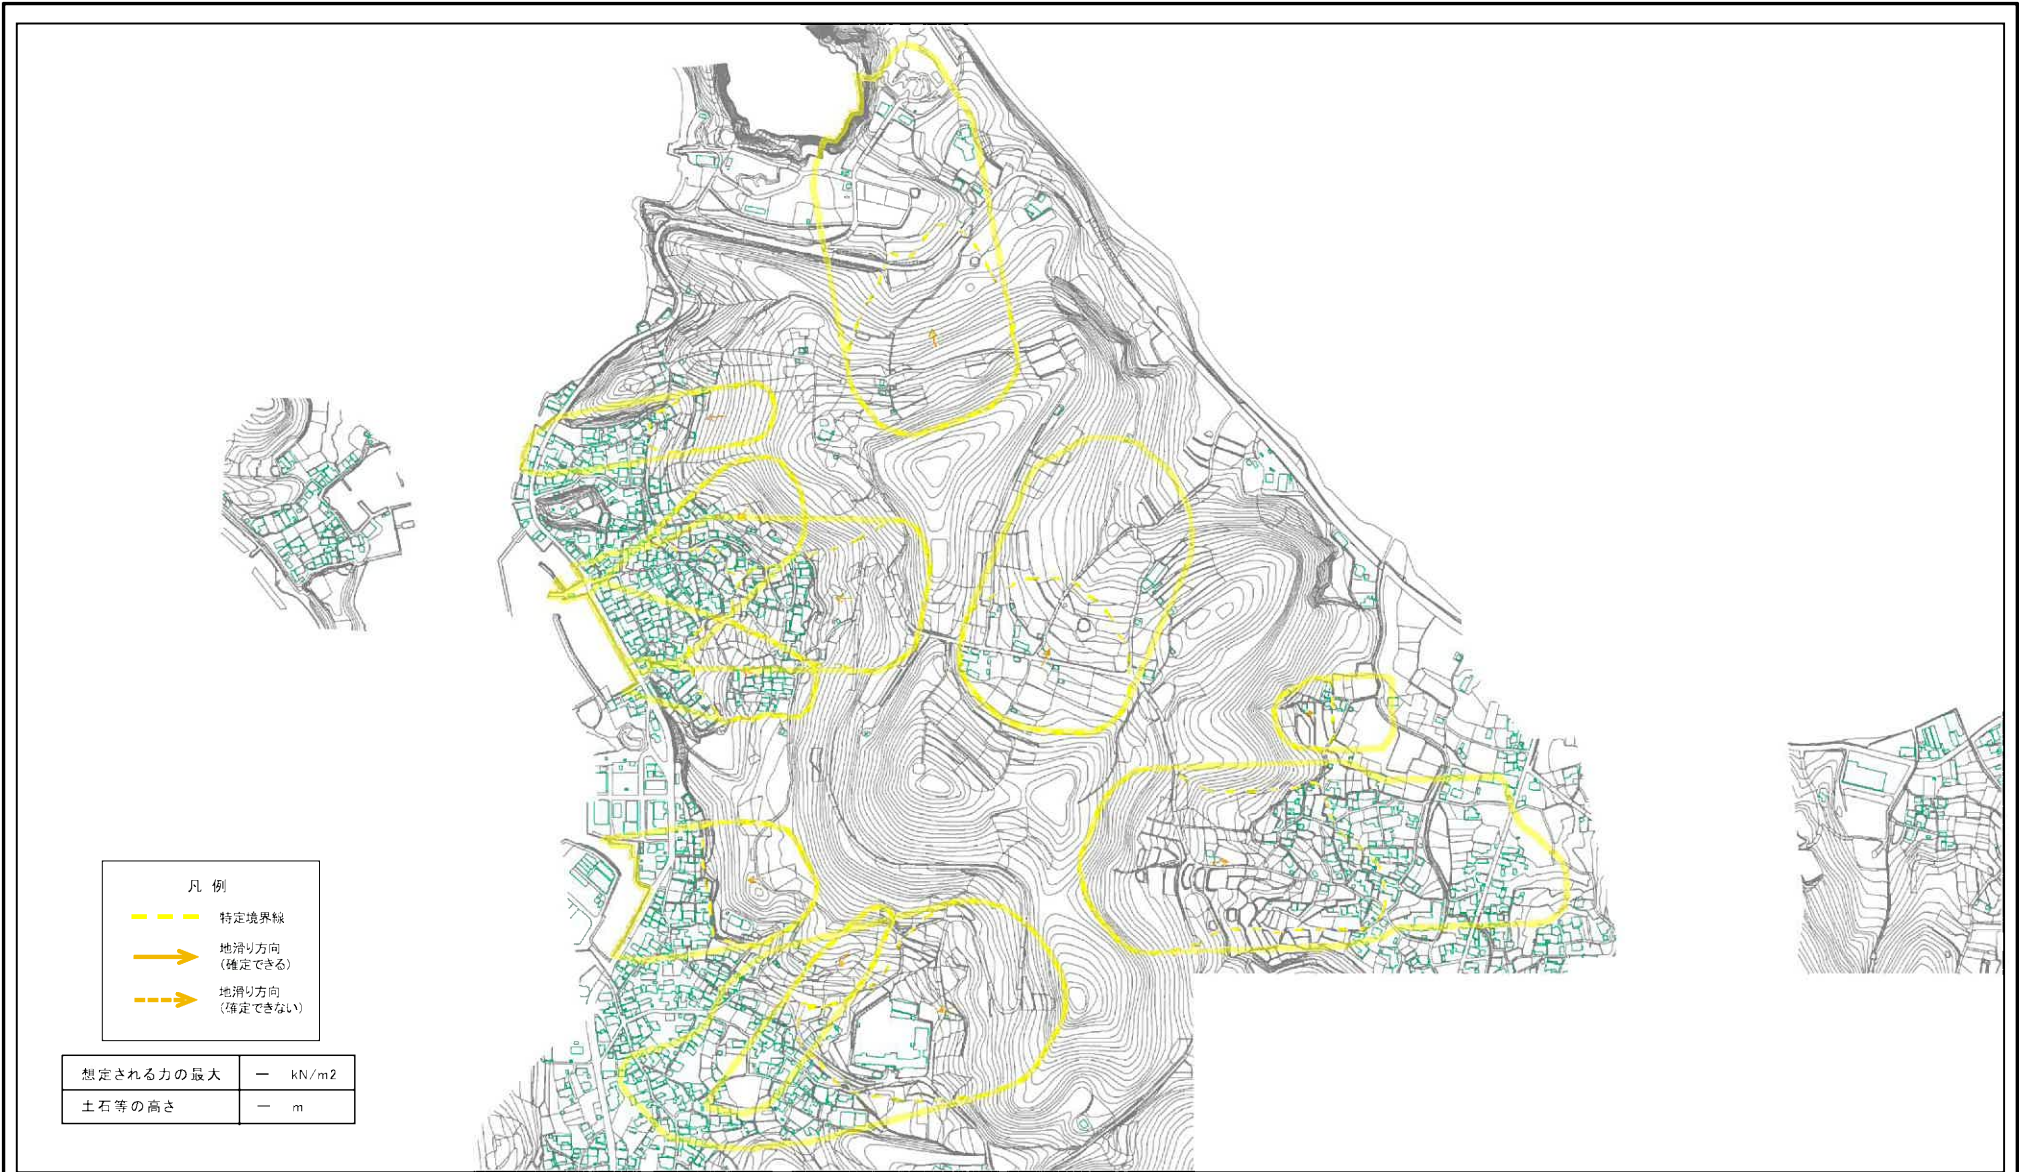 凡 例
特定境界線
地滑り方向
(確定できる)
地滑り方向
(確定できない)
想定される力の最大 ー kN/m2
土石等の高さ ー m